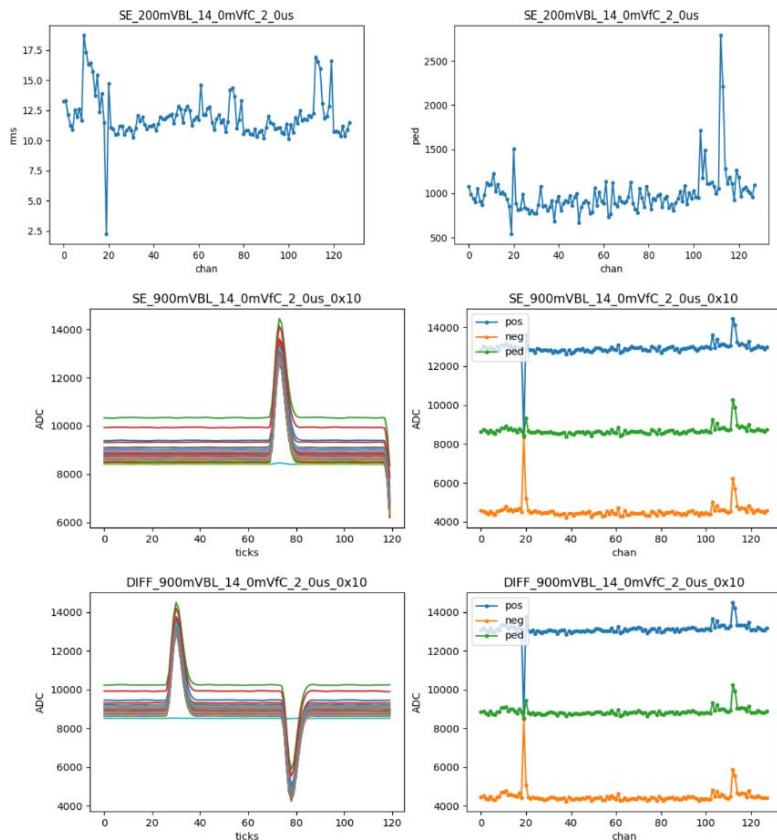 SE_200mVBL_14_0mVfC_2_0us
17.5
15.0
12.5
10.0
7.5
5.0
2.5
rms
0 20 40 60 80 100 120
chan
SE_200mVBL_14_0mVfC_2_0us
2500
2000
1500
1000
500
ped
0 20 40 60 80 100 120
chan
SE_900mVBL_14_0mVfC_2_0us_0x10
14000
12000
10000
8000
6000
ADC
0 20 40 60 80 100 120
ticks
SE_900mVBL_14_0mVfC_2_0us_0x10
pos
neg
ped
14000
12000
10000
8000
6000
4000
ADC
0 20 40 60 80 100 120
chan
DIFF_900mVBL_14_0mVfC_2_0us_0x10
14000
12000
10000
8000
6000
4000
ADC
0 20 40 60 80 100 120
ticks
DIFF_900mVBL_14_0mVfC_2_0us_0x10
pos
neg
ped
14000
12000
10000
8000
6000
4000
ADC
0 20 40 60 80 100 120
chan